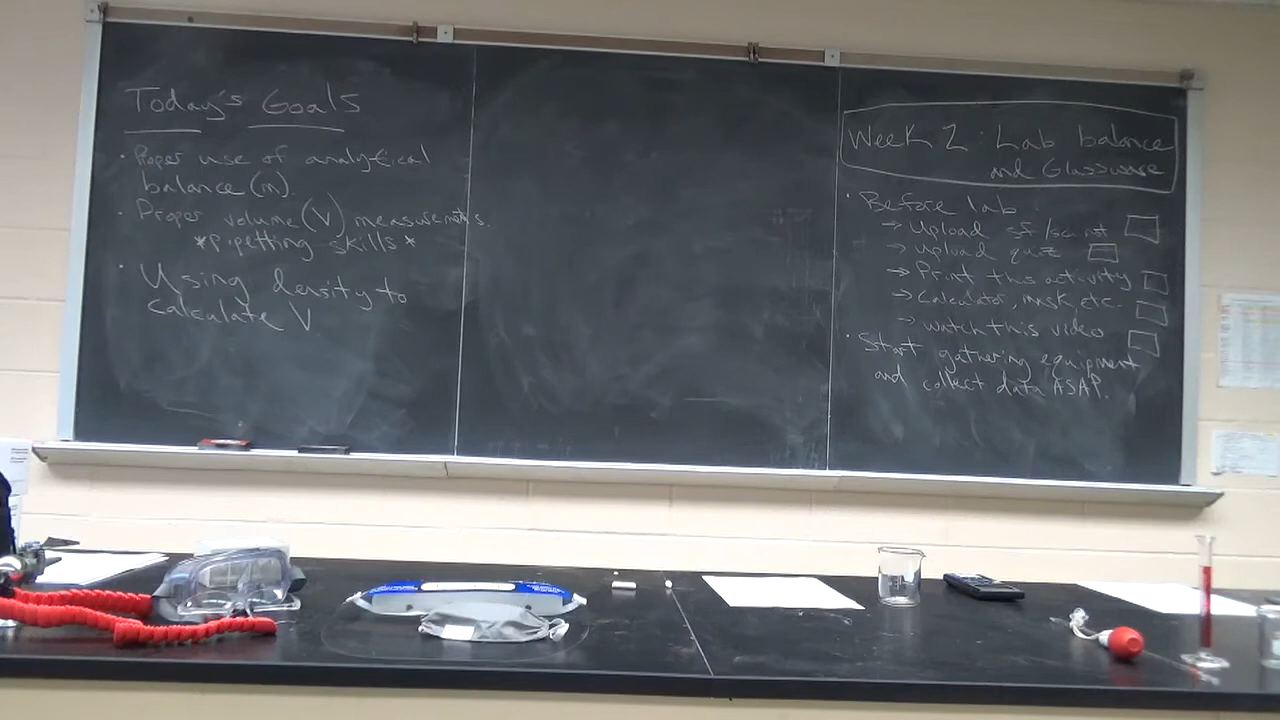 Today's Goals
• Proper use of analytical
balance (m).
• Proper volume (V) measurements.
*Pipetting skills*
• Using density to
calculate V
Week 2: Lab balance
and Glassware
• Before lab
→ Upload
→ Upload quiz
→ Print this activity
→ Calculator, mask, etc.
→ watch this video
• Start gathering equipment
and collect data ASAP.